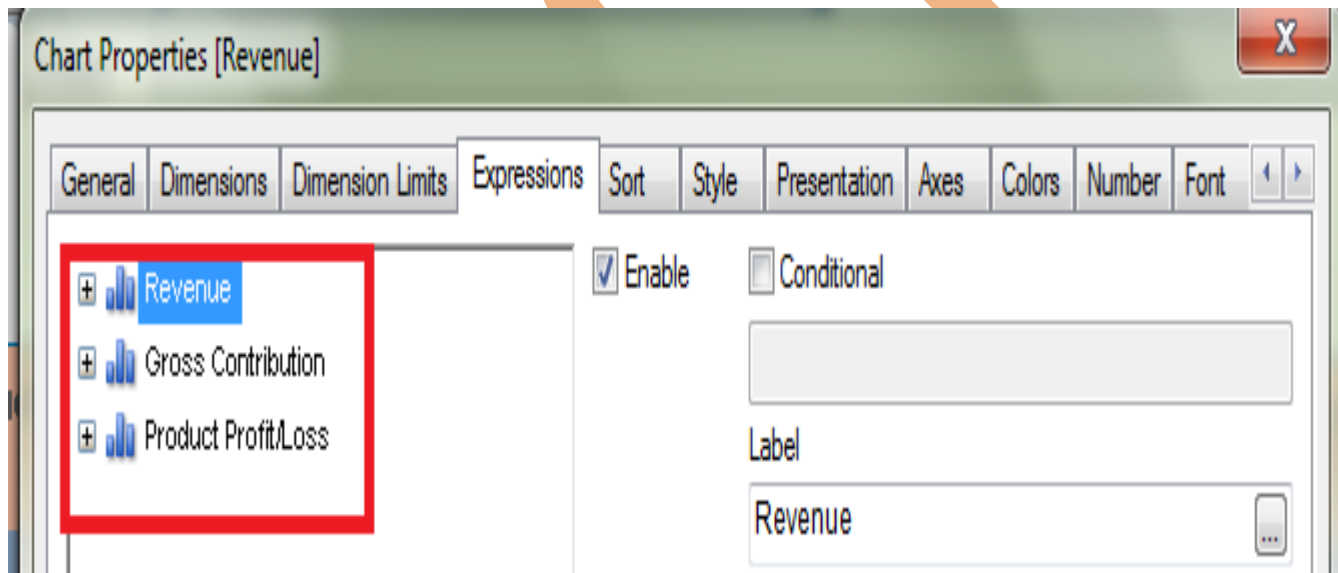 Chart Properties [Revenue]
X
General Dimensions Dimension Limits Expressions Sort Style Presentation Axes Colors Number Font
Revenue
Enable
Conditional
Gross Contribution
Product Profit/Loss
Label
Revenue
...